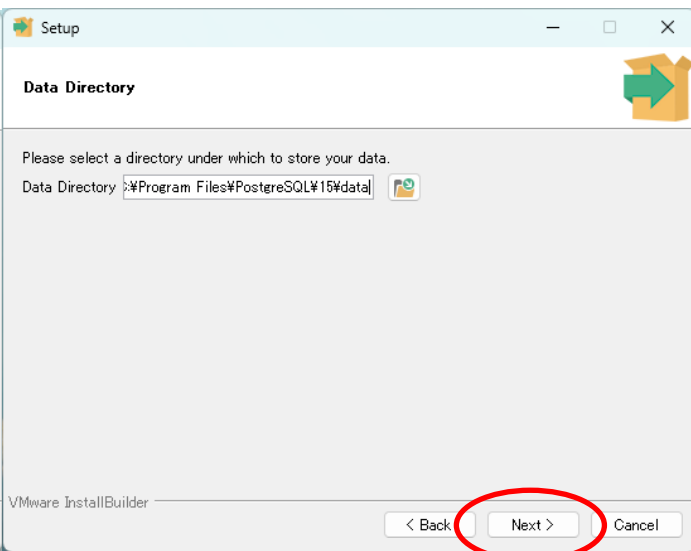 Setup
Data Directory
Please select a directory under which to store your data.
Data Directory :¥Program Files¥PostgreSQL¥15¥data
VMware InstallBuilder
< Back
Next >
Cancel